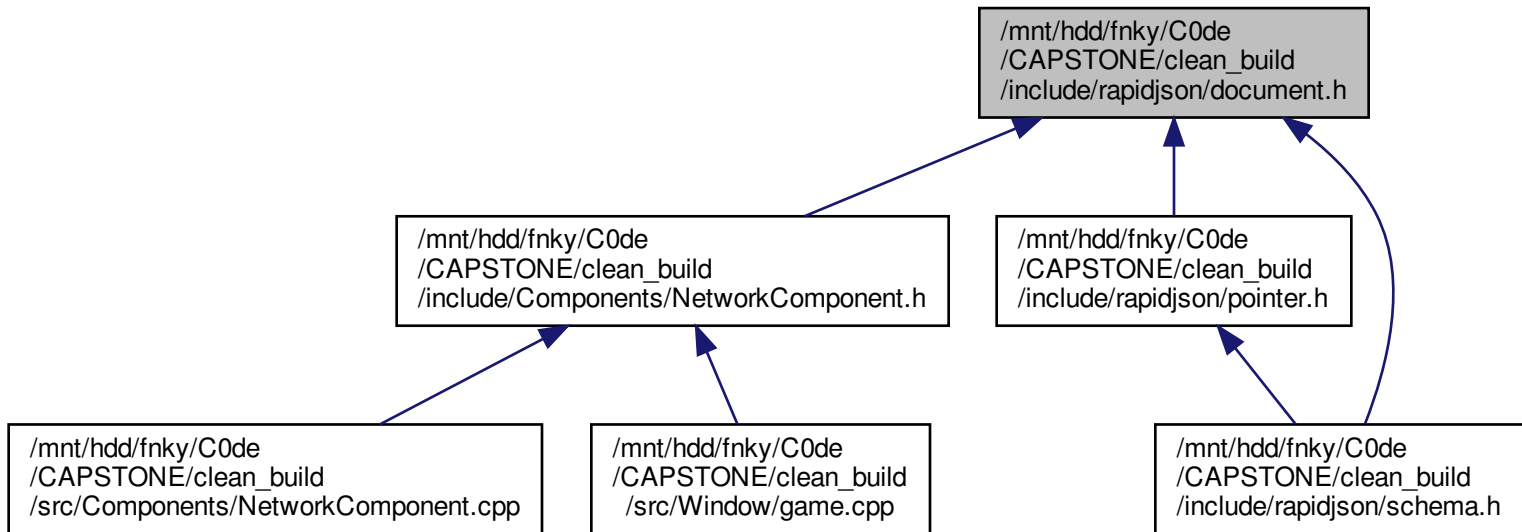 /mnt/hdd/fnky/C0de
/CAPSTONE/clean_build
/include/rapidjson/document.h
/mnt/hdd/fnky/C0de
/CAPSTONE/clean_build
/include/Components/NetworkComponent.h
/mnt/hdd/fnky/C0de
/CAPSTONE/clean_build
/include/rapidjson/pointer.h
/mnt/hdd/fnky/C0de
/CAPSTONE/clean_build
/src/Components/NetworkComponent.cpp
/mnt/hdd/fnky/C0de
/CAPSTONE/clean_build
/src/Window/game.cpp
/mnt/hdd/fnky/C0de
/CAPSTONE/clean_build
/include/rapidjson/schema.h